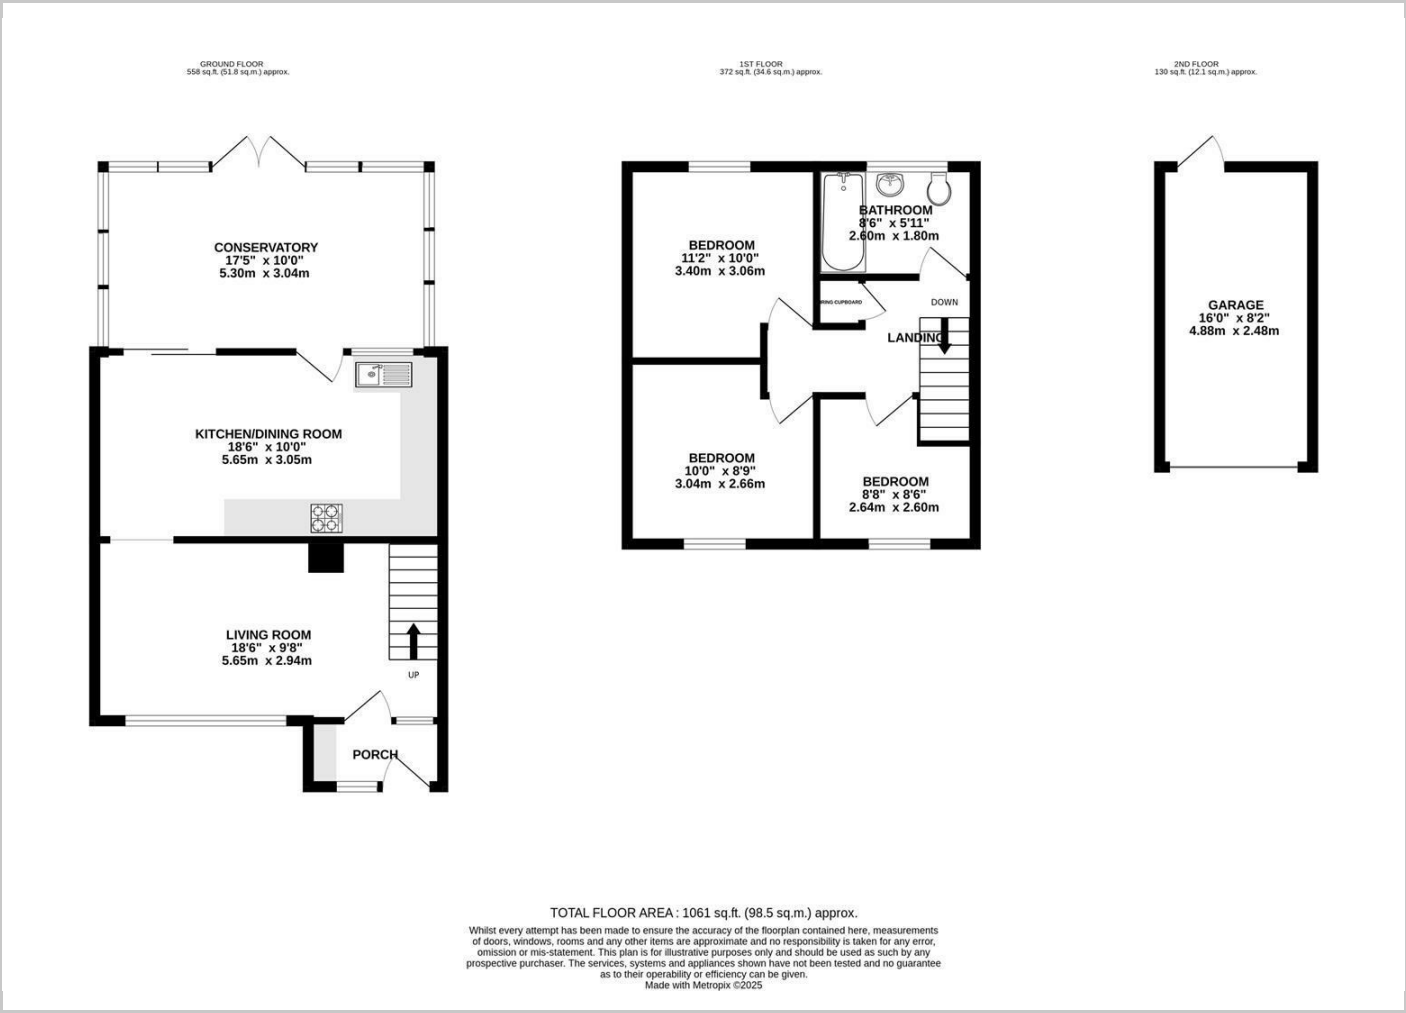 GROUND FLOOR
558 sq.ft. (51.8 sq.m.) approx.
1ST FLOOR
372 sq.ft. (34.6 sq.m.) approx.
2ND FLOOR
130 sq.ft. (12.1 sq.m.) approx.
CONSERVATORY
17'5" x 10'0"
5.30m x 3.04m
KITCHEN/DINING ROOM
18'6" x 10'0"
5.65m x 3.05m
LIVING ROOM
18'6" x 9'8"
5.65m x 2.94m
UP
PORCH
BEDROOM
11'2" x 10'0"
3.40m x 3.06m
BATHROOM
8'6" x 5'11"
2.60m x 1.80m
RING CUPBOARD
DOWN
LANDING
BEDROOM
10'0" x 8'9"
3.04m x 2.66m
BEDROOM
8'8" x 8'6"
2.64m x 2.60m
GARAGE
16'0" x 8'2"
4.88m x 2.48m
TOTAL FLOOR AREA : 1061 sq.ft. (98.5 sq.m.) approx.
Whilst every attempt has been made to ensure the accuracy of the floorplan contained here, measurements
of doors, windows, rooms and any other items are approximate and no responsibility is taken for any error,
omission or mis-statement. This plan is for illustrative purposes only and should be used as such by any
prospective purchaser. The services, systems and appliances shown have not been tested and no guarantee
as to their operability or efficiency can be given.
Made with Metropix ©2025